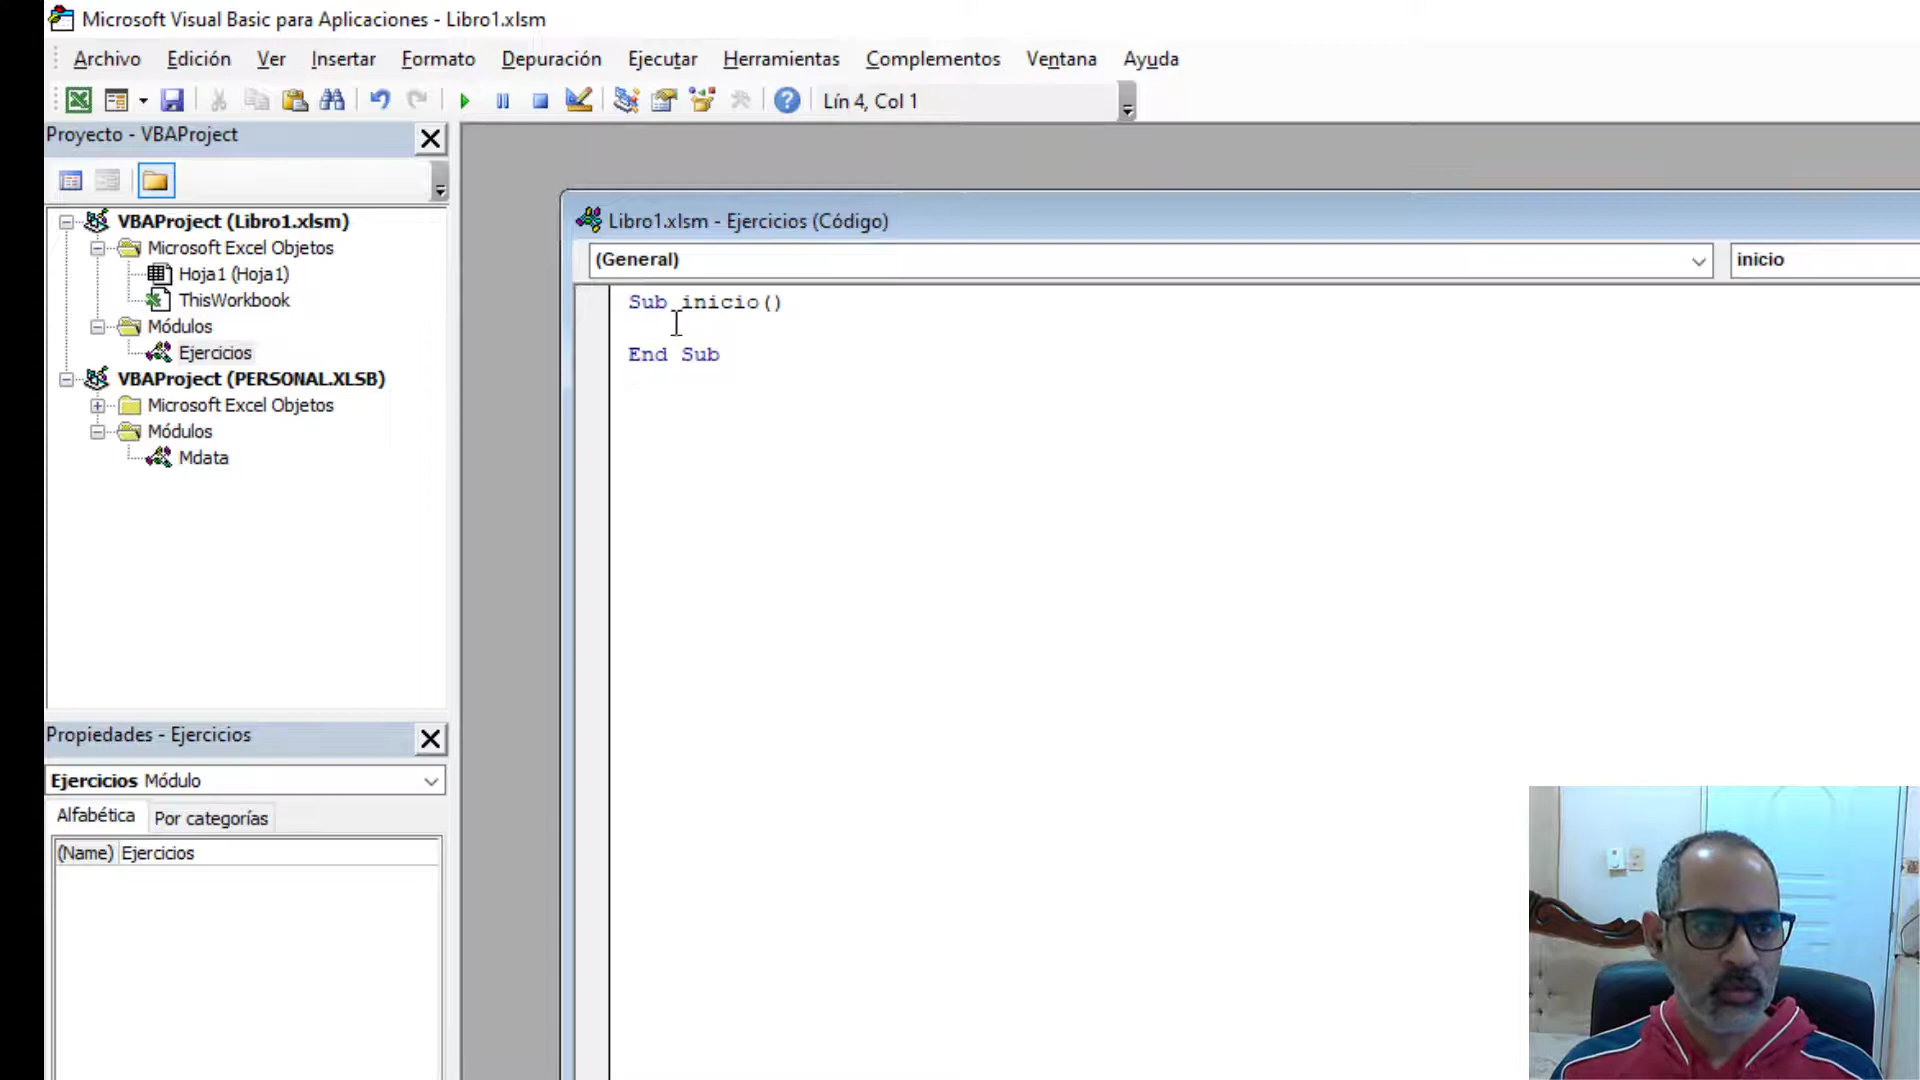 Microsoft Visual Basic para Aplicaciones - Libro1.xlsm
Archivo Edición Ver Insertar Formato Depuración Ejecutar Herramientas Complementos Ventana Ayuda
Lín 4, Col 1
Proyecto - VBAProject
VBAProject (Libro1.xlsm)
Microsoft Excel Objetos
Hoja1 (Hoja1)
ThisWorkbook
Módulos
Ejercicios
VBAProject (PERSONAL.XLSB)
Microsoft Excel Objetos
Módulos
Mdata
Propiedades - Ejercicios
Ejercicios Módulo
Alfabética Por categorías
(Name) Ejercicios
Libro1.xlsm - Ejercicios (Código)
(General) inicio
Sub inicio()
End Sub